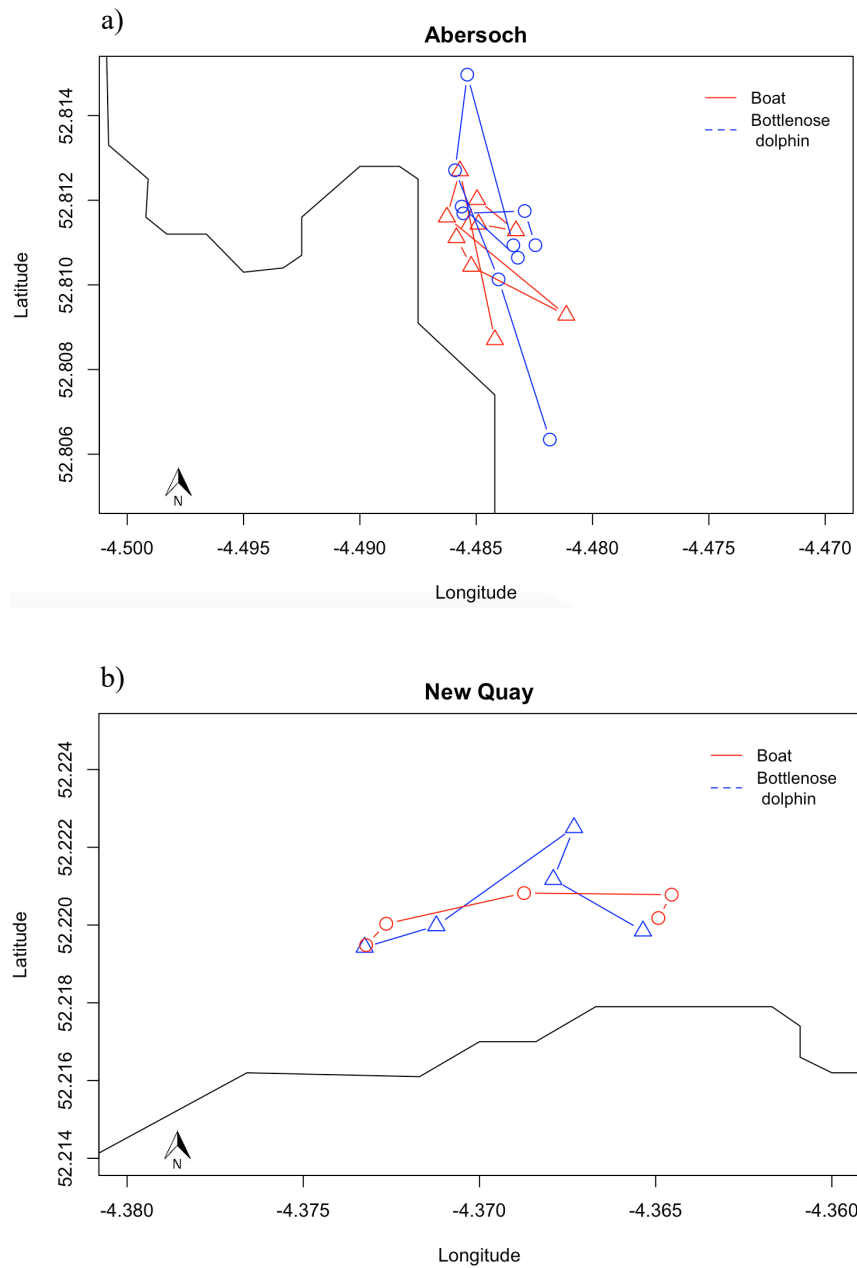 a)
Abersoch
Boat
Bottlenose
dolphin
Latitude
52.814
52.812
52.810
52.808
52.806
N
-4.500
-4.495
-4.490
-4.485
-4.480
-4.475
-4.470
Longitude
b)
New Quay
Boat
Bottlenose
dolphin
Latitude
52.224
52.222
52.220
52.218
52.216
52.214
N
-4.380
-4.375
-4.370
-4.365
-4.360
Longitude